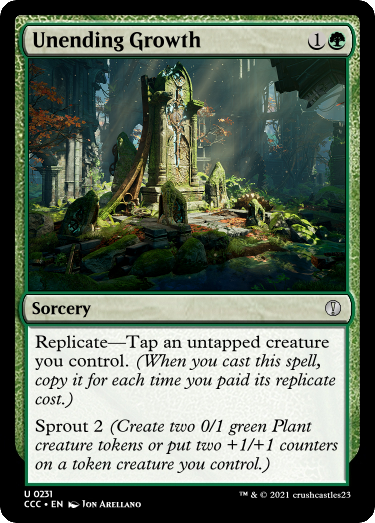 Unending Growth 1
Sorcery
Replicate—Tap an untapped creature
you control. (When you cast this spell,
copy it for each time you paid its replicate
cost.)
Sprout 2 (Create two 0/1 green Plant
creature tokens or put two +1/+1 counters
on a token creature you control.)
U 0231
CCC • EN Jon Arellano
™ & © 2021 crushcastles23